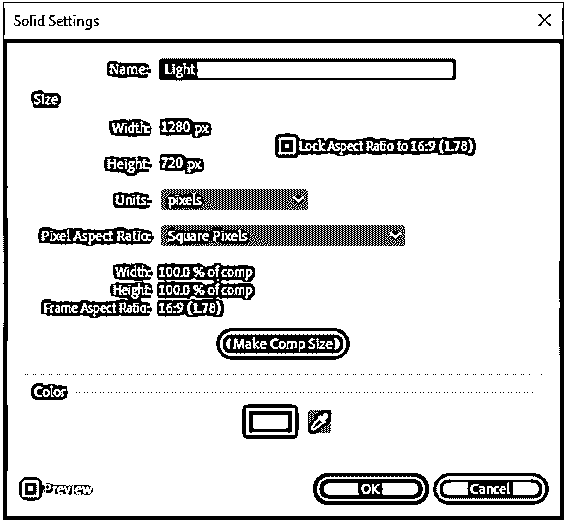 Solid Settings
Name: Light
Size
Width: 1280 px
Lock Aspect Ratio to 16:9 (1.78)
Height: 720 px
Units: pixels
Pixel Aspect Ratio: Square Pixels
Width: 100.0 % of comp
Height: 100.0 % of comp
Frame Aspect Ratio: 16:9 (1.78)
Make Comp Size
Color
Preview
OK
Cancel